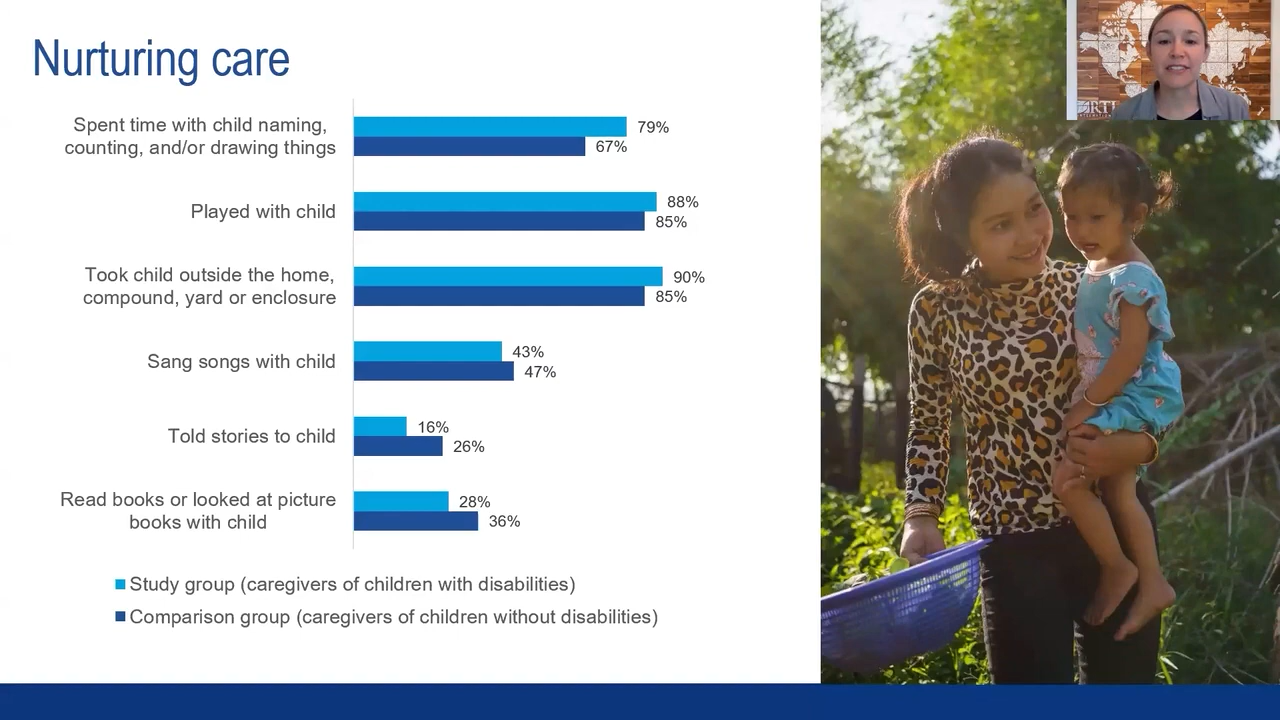 Nurturing care
Spent time with child naming,
counting, and/or drawing things
79%
67%
Played with child
88%
85%
Took child outside the home,
compound, yard or enclosure
90%
85%
Sang songs with child
43%
47%
Told stories to child
16%
26%
Read books or looked at picture
books with child
28%
36%
Study group (caregivers of children with disabilities)
Comparison group (caregivers of children without disabilities)
RTI